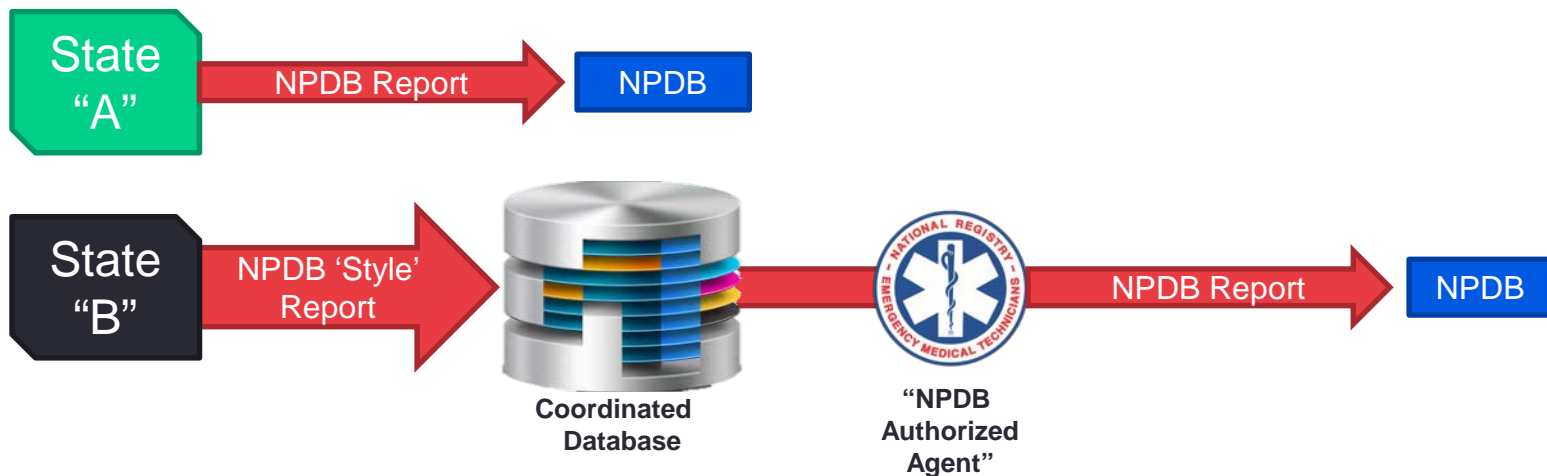 State
“A”
NPDB Report
NPDB
State
“B”
NPDB ‘Style’
Report
NATIONAL REGISTRY
EMERGENCY MEDICAL TECHNICIANS
NPDB Report
NPDB
Coordinated
Database
“NPDB
Authorized
Agent”